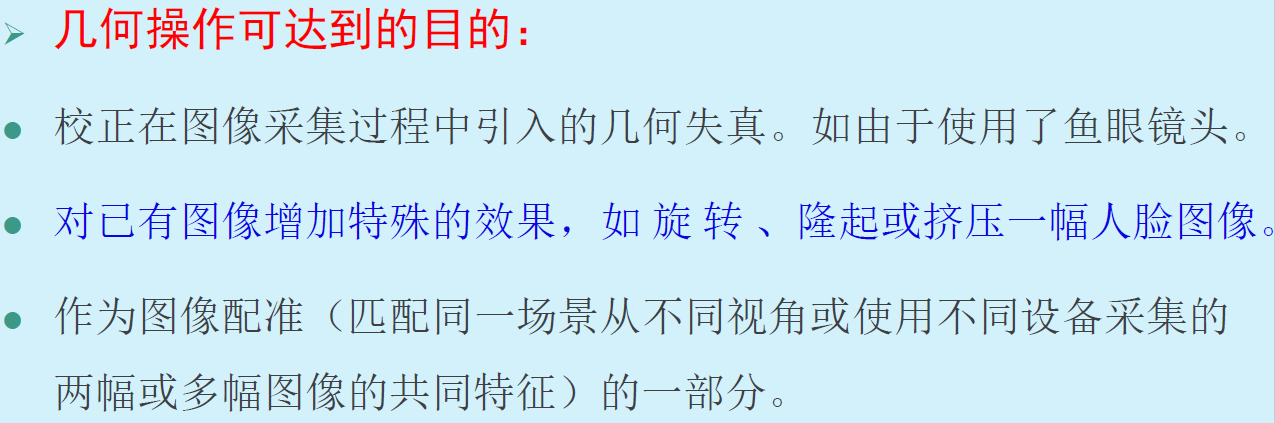 几何操作可达到的目的：
校正在图像采集过程中引入的几何失真。如由于使用了鱼眼镜头。
对已有图像增加特殊的效果，如 旋 转 、隆起或挤压一幅人脸图像。
作为图像配准（匹配同一场景从不同视角或使用不同设备采集的
两幅或多幅图像的共同特征）的一部分。